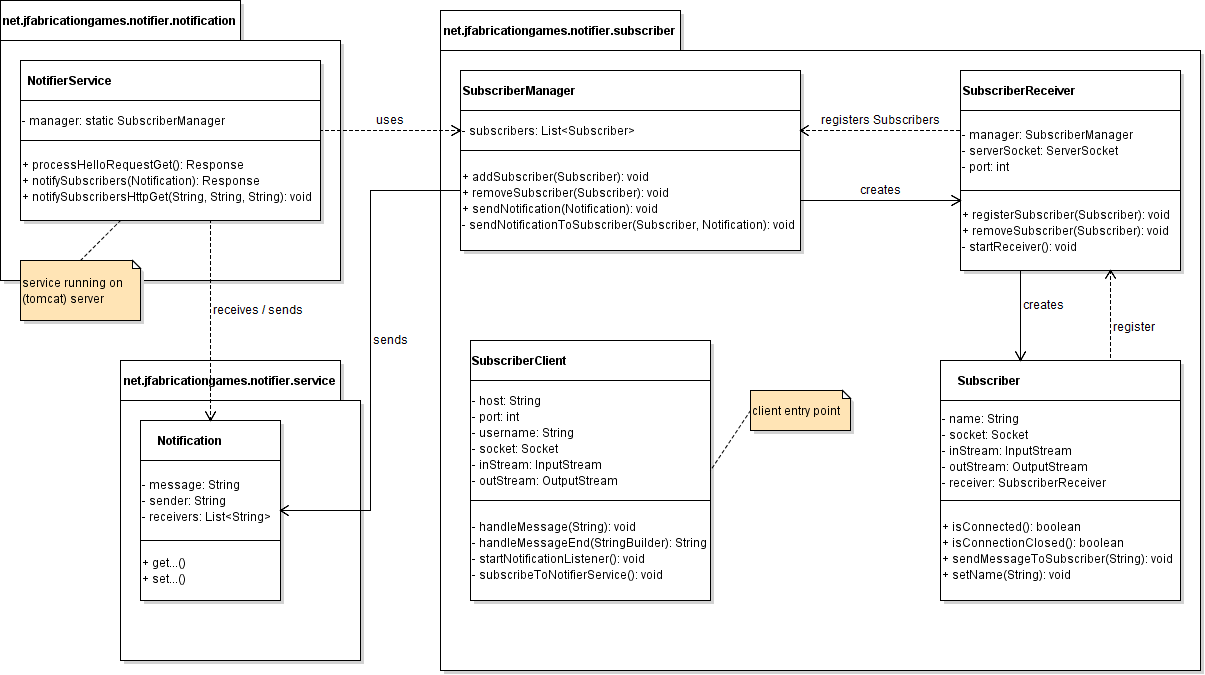 net.jfabricationgames.notifier.notification
NotifierService
- manager: static SubscriberManager
+ processHelloRequestGet(): Response
+ notifySubscribers(Notification): Response
+ notifySubscribersHttpGet(String, String, String): void
service running on
(tomcat) server
receives / sends
uses
sends
net.jfabricationgames.notifier.service
Notification
- message: String
- sender: String
- receivers: List<String>
+ get...()
+ set...()
net.jfabricationgames.notifier.subscriber
SubscriberManager
- subscribers: List<Subscriber>
+ addSubscriber(Subscriber): void
+ removeSubscriber(Subscriber): void
+ sendNotification(Notification): void
- sendNotificationToSubscriber(Subscriber, Notification): void
registers Subscribers
creates
SubscriberReceiver
- manager: SubscriberManager
- serverSocket: ServerSocket
- port: int
+ registerSubscriber(Subscriber): void
+ removeSubscriber(Subscriber): void
- startReceiver(): void
creates
register
SubscriberClient
- host: String
- port: int
- username: String
- socket: Socket
- inStream: InputStream
- outStream: OutputStream
- handleMessage(String): void
- handleMessageEnd(StringBuilder): String
- startNotificationListener(): void
- subscribeToNotifierService(): void
client entry point
Subscriber
- name: String
- socket: Socket
- inStream: InputStream
- outStream: OutputStream
- receiver: SubscriberReceiver
+ isConnected(): boolean
+ isConnectionClosed(): boolean
+ sendMessageToSubscriber(String): void
+ setName(String): void